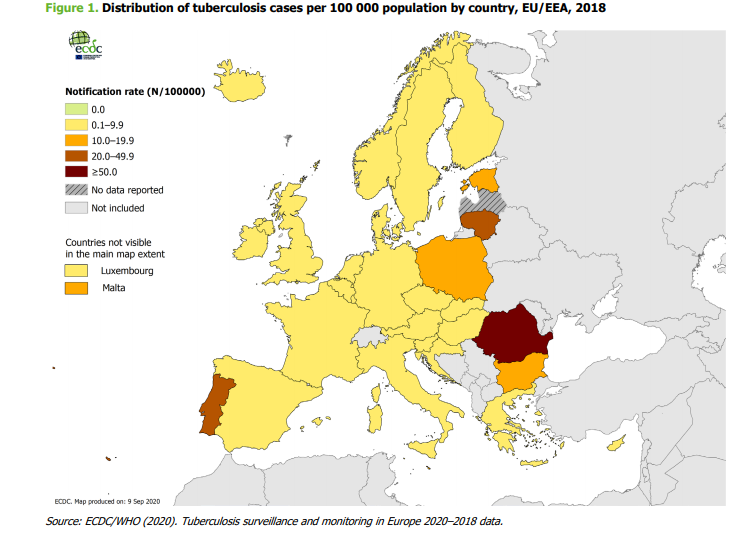 Figure 1. Distribution of tuberculosis cases per 100 000 population by country, EU/EEA, 2018
ecdc
Notification rate (N/100000)
0.0
0.1–9.9
10.0–19.9
20.0–49.9
≥50.0
No data reported
Not included
Countries not visible
in the main map extent
Luxembourg
Malta
ECDC. Map produced on: 9 Sep 2020
Source: ECDC/WHO (2020). Tuberculosis surveillance and monitoring in Europe 2020–2018 data.